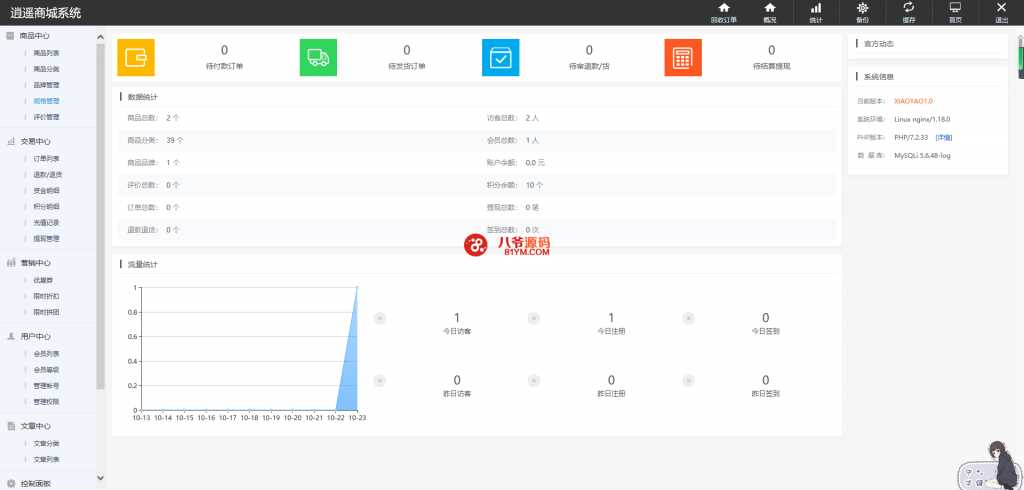 逍遥商城系统
回收订单 概况 统计 备份 缓存 首页 退出
商品中心
商品列表
商品分类
品牌管理
规格管理
评价管理
交易中心
订单列表
退款/退货
资金明细
积分明细
充值记录
提现管理
营销中心
优惠券
限时折扣
限时拼团
用户中心
会员列表
会员等级
管理帐号
管理权限
文章中心
文章分类
文章列表
控制面板
0
待付款订单
0
待发货订单
0
待审退款/货
0
待结算提现
数据统计
商品总数: 2 个 访客总数: 2 人
商品分类: 39 个 会员总数: 1 人
商品品牌: 1 个 账户余额: 0.0 元
评价总数: 0 个 积分余额: 10 个
订单总数: 0 个 提现总数: 0 笔
退款退货: 0 个 签到总数: 0 次
八爷源码
81YM.COM
流量统计
1
0.8
0.6
0.4
0.2
0
10-13 10-14 10-15 10-16 10-17 10-18 10-19 10-20 10-21 10-22 10-23
1
今日访客
1
今日注册
0
今日签到
0
昨日访客
0
昨日注册
0
昨日签到
官方动态
系统信息
当前版本: XIAOYAO1.0
系统环境: Linux nginx/1.18.0
PHP版本: PHP/7.2.33 [详细]
数 据 库: MySQLi 5.6.48-log